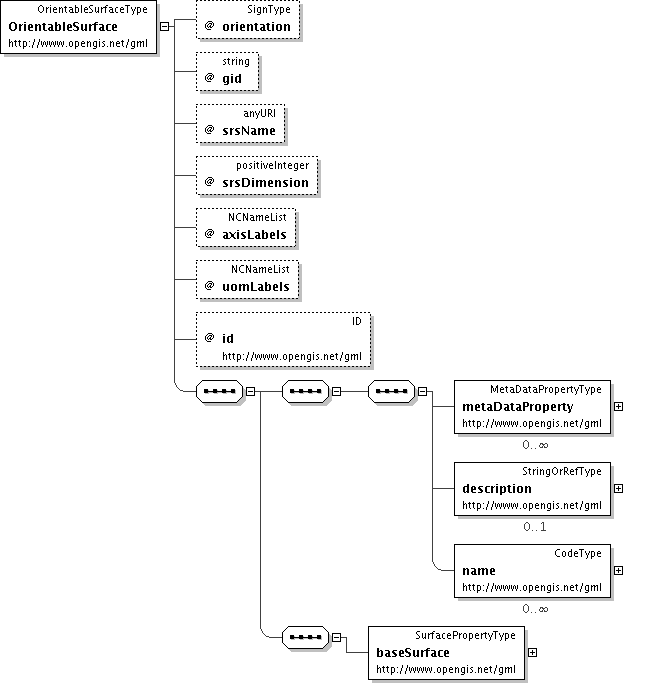 OrientableSurfaceType
OrientableSurface
http://www.opengis.net/gml
SignType
@ orientation
string
@ gid
anyURI
@ srsName
positiveInteger
@ srsDimension
NCNameList
@ axisLabels
NCNameList
@ uomLabels
ID
@ id
http://www.opengis.net/gml
MetaDataPropertyType
metaDataProperty
http://www.opengis.net/gml
0..∞
StringOrRefType
description
http://www.opengis.net/gml
0..1
CodeType
name
http://www.opengis.net/gml
0..∞
SurfacePropertyType
baseSurface
http://www.opengis.net/gml